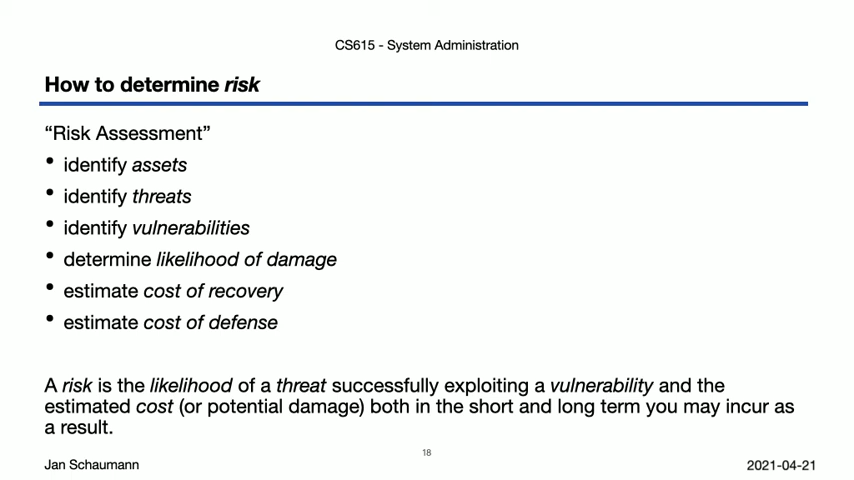 CS615 - System Administration
How to determine risk
“Risk Assessment”
• identify assets
• identify threats
• identify vulnerabilities
• determine likelihood of damage
• estimate cost of recovery
• estimate cost of defense
A risk is the likelihood of a threat successfully exploiting a vulnerability and the
estimated cost (or potential damage) both in the short and long term you may incur as
a result.
Jan Schaumann
18
2021-04-21